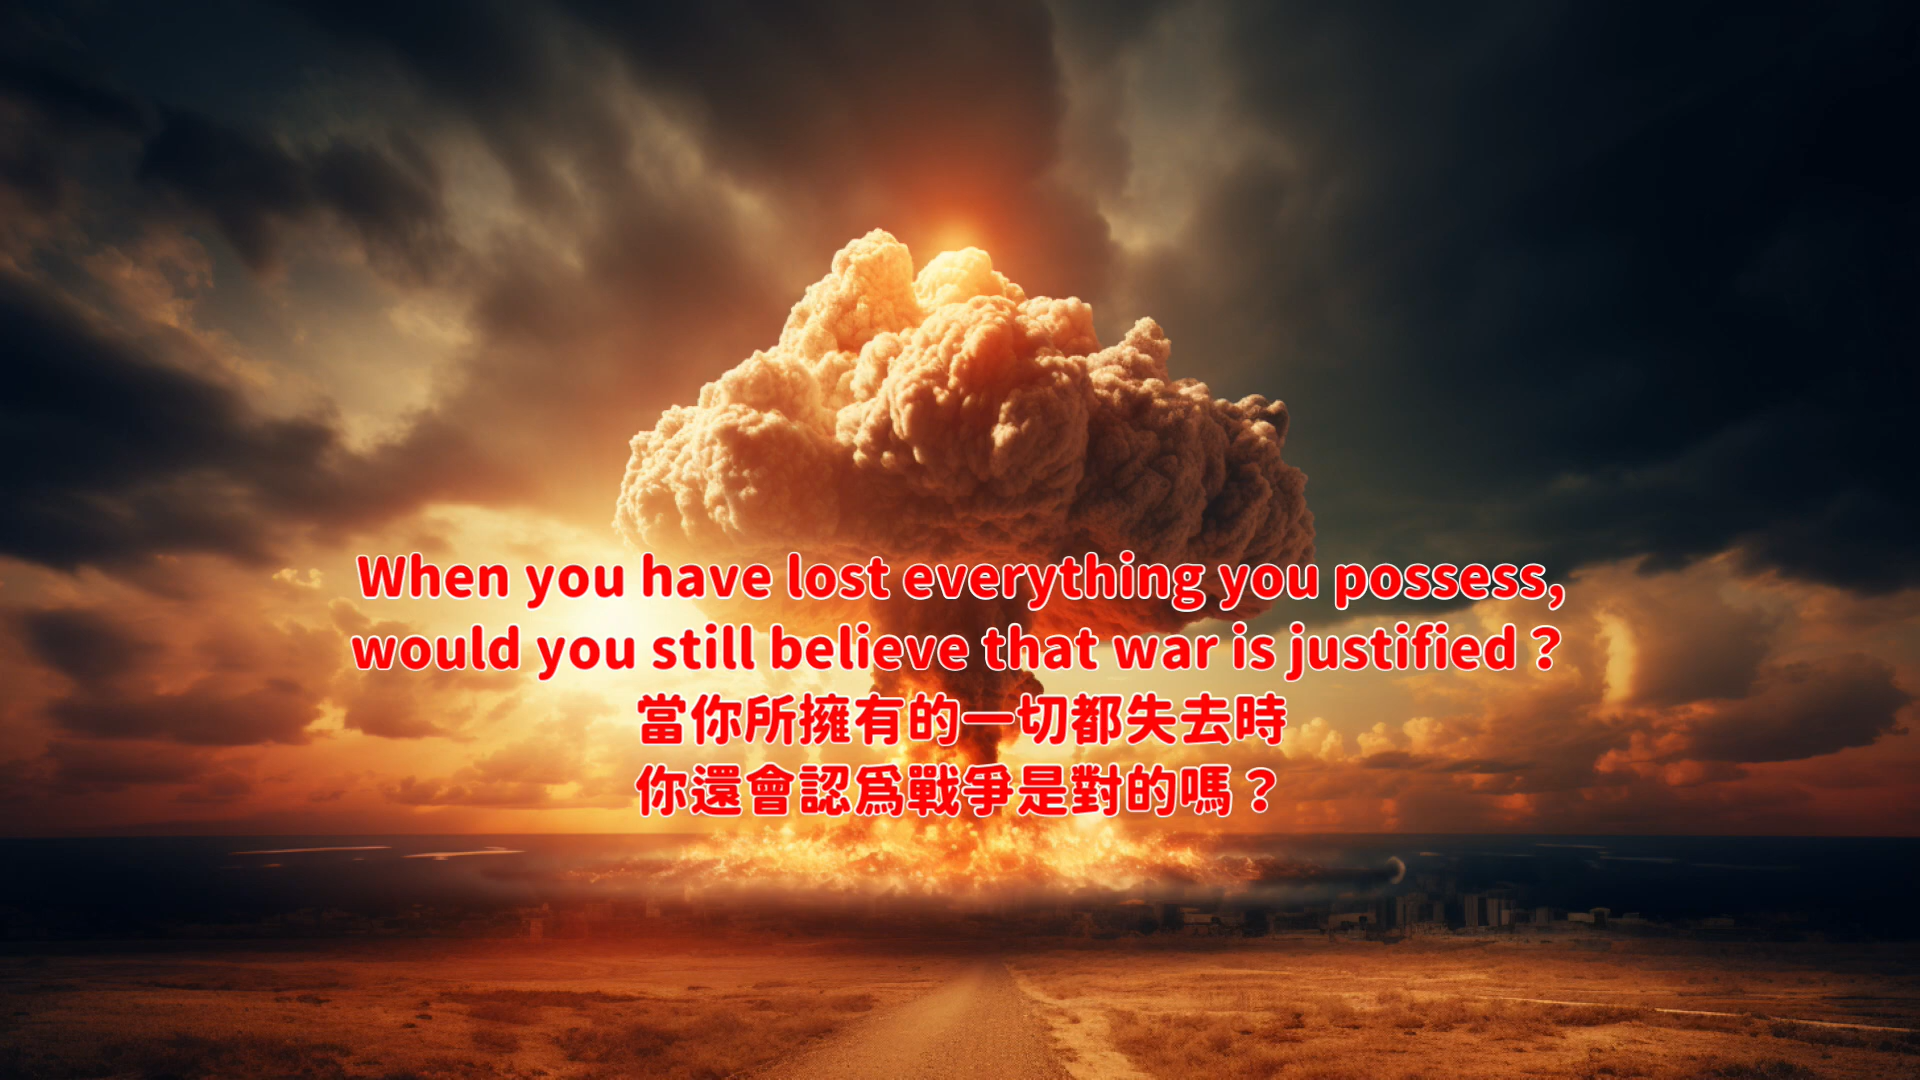 When you have lost everything you possess,
would you still believe that war is justified？
當你所擁有的一切都失去時
你還會認爲戰爭是對的嗎？